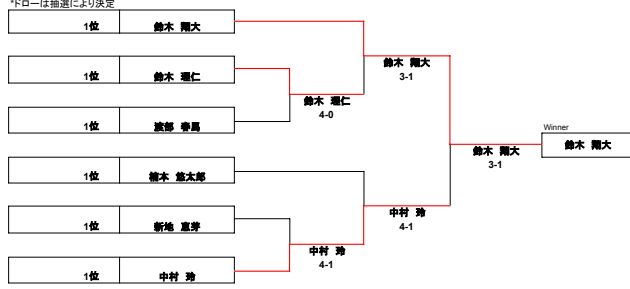 *ドローは抽選により決定
1位 鈴木 翔大
1位 鈴木 理仁
1位 渡部 春馬
1位 楠木 悠太郎
1位 新地 恵芽
1位 中村 玲
鈴木 理仁
4-0
中村 玲
4-1
鈴木 翔大
3-1
中村 玲
4-1
鈴木 翔大
3-1
Winner
鈴木 翔大